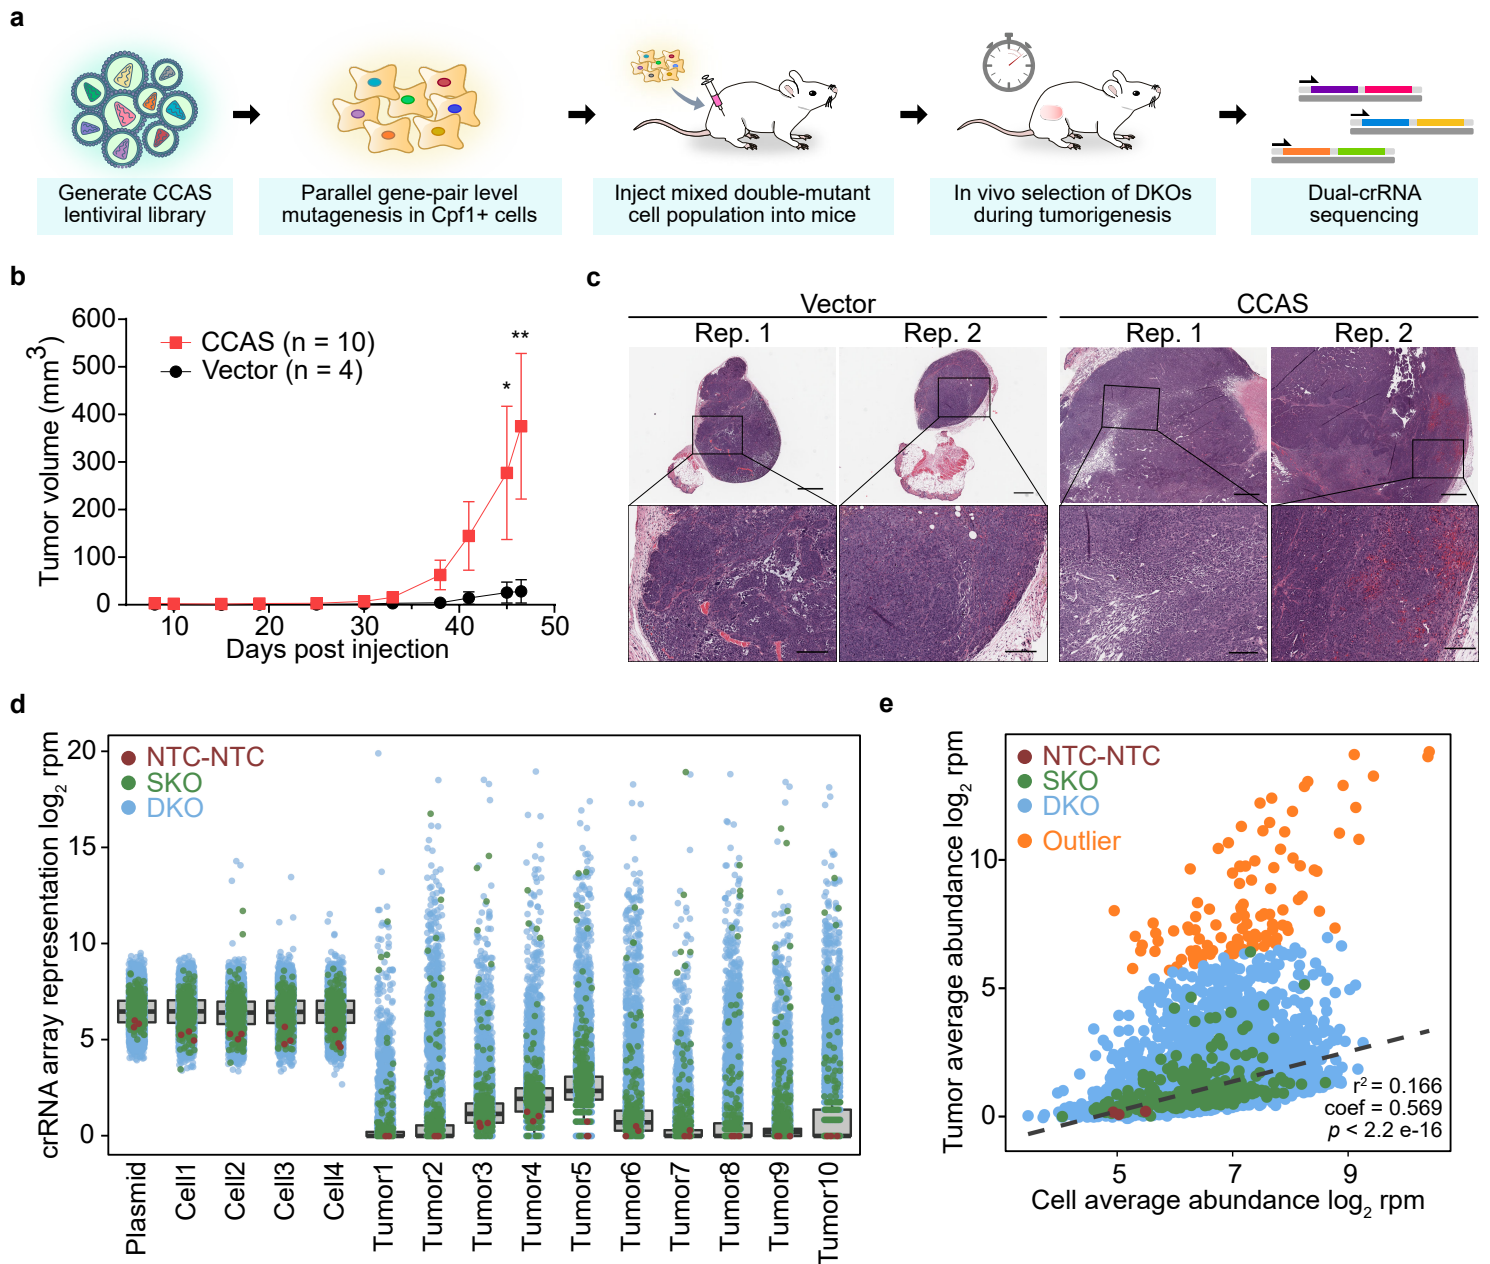 a
Generate CCAS
lentiviral library
Parallel gene-pair level
mutagenesis in Cpf1+ cells
Inject mixed double-mutant
cell population into mice
In vivo selection of DKOs
during tumorigenesis
Dual-crRNA
sequencing
b
Tumor volume (mm3)
600
500
400
300
200
100
0
CCAS (n = 10)
Vector (n = 4)
*
**
10
20
30
40
50
Days post injection
c
Vector
CCAS
Rep. 1
Rep. 2
Rep. 1
Rep. 2
d
crRNA array representation log2 rpm
20
15
10
5
0
NTC-NTC
SKO
DKO
Plasmid
Cell1
Cell2
Cell3
Cell4
Tumor1
Tumor2
Tumor3
Tumor4
Tumor5
Tumor6
Tumor7
Tumor8
Tumor9
Tumor10
e
Tumor average abundance log2 rpm
10
5
0
NTC-NTC
SKO
DKO
Outlier
r2 = 0.166
coef = 0.569
p < 2.2 e-16
5
7
9
Cell average abundance log2 rpm